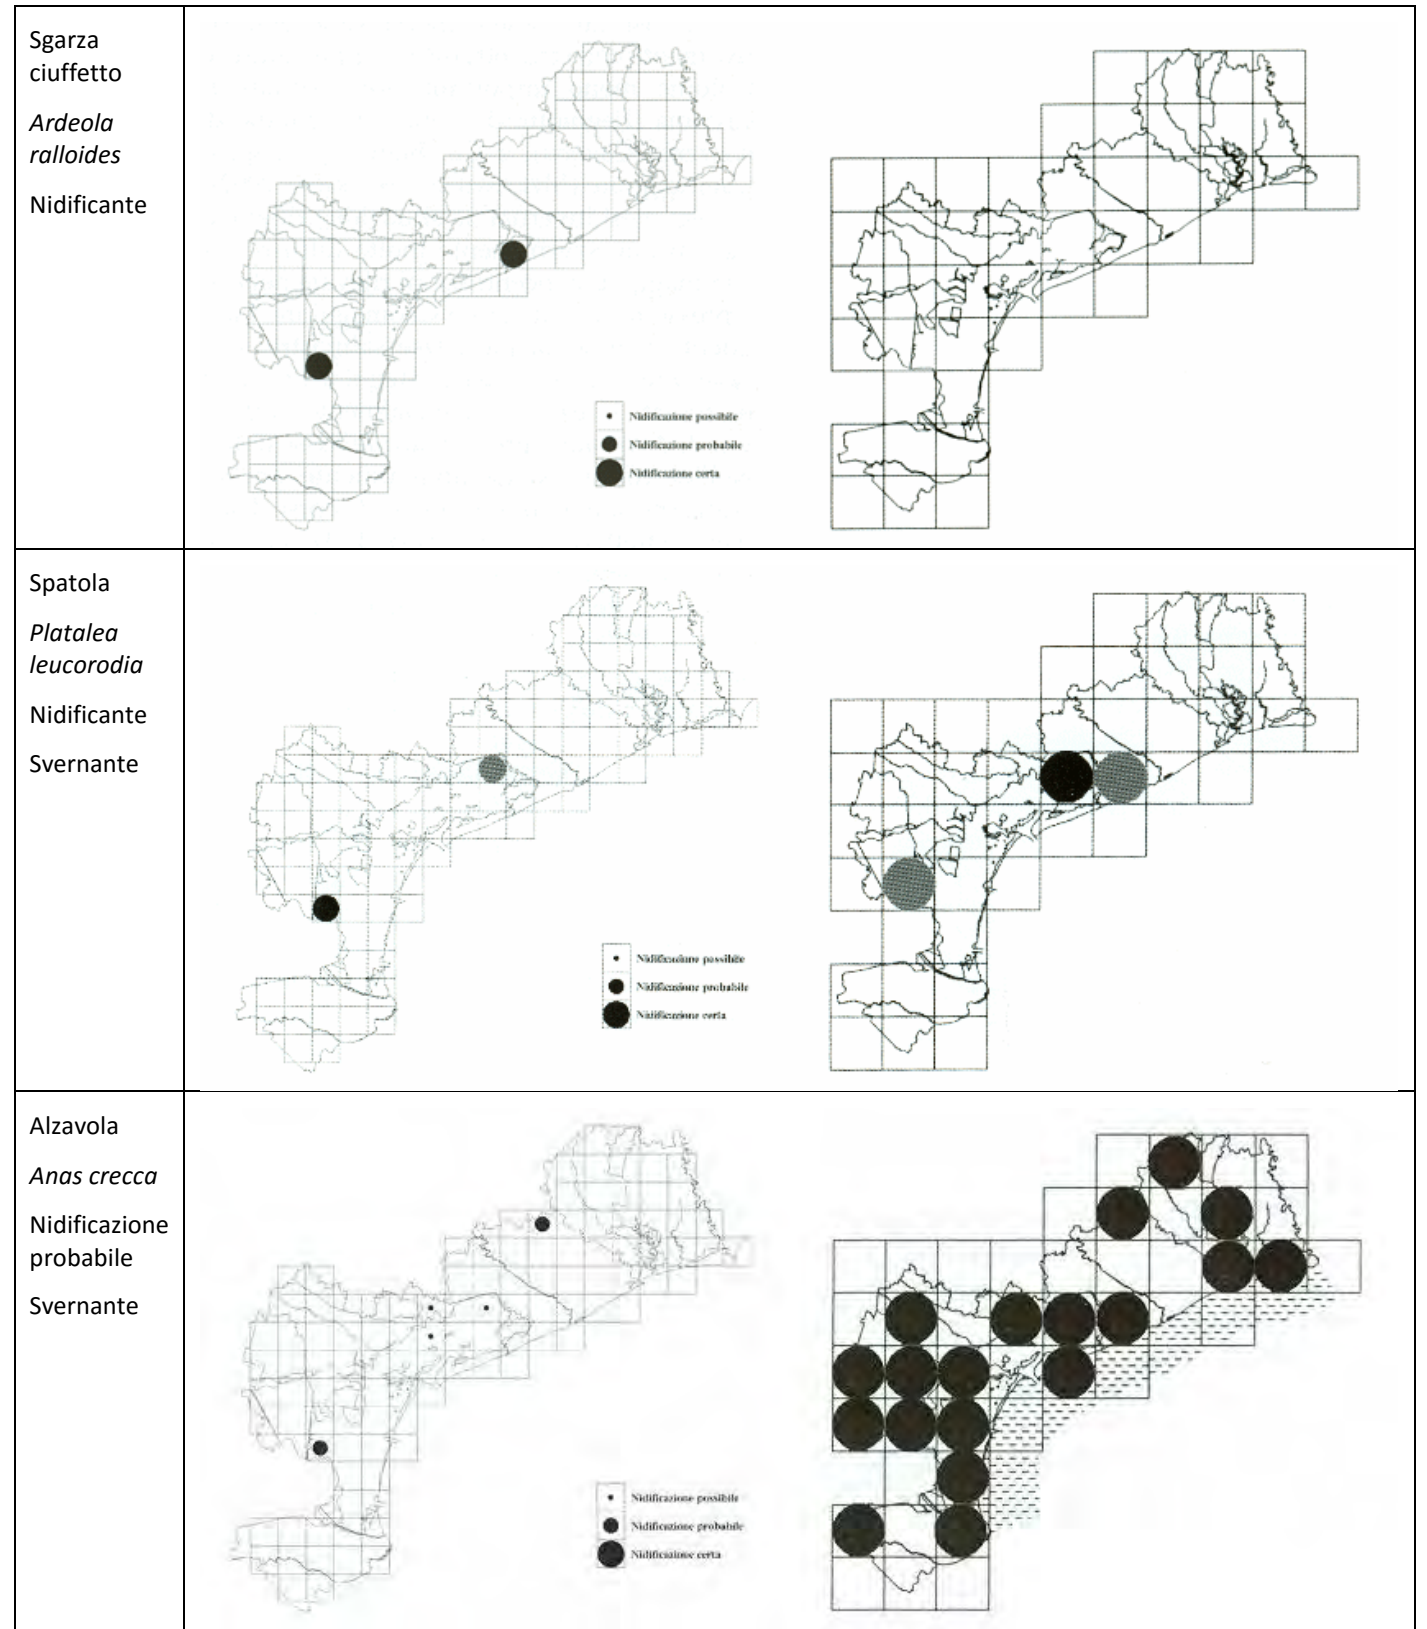 Sgarza
ciuffetto
Ardeola
ralloides
Nidificante
Nidificazione possibile
Nidificazione probabile
Nidificazione certa
Spatola
Platalea
leucorodia
Nidificante
Svernante
Nidificazione possibile
Nidificazione probabile
Nidificazione certa
Alzavola
Anas crecca
Nidificazione
probabile
Svernante
Nidificazione possibile
Nidificazione probabile
Nidificazione certa